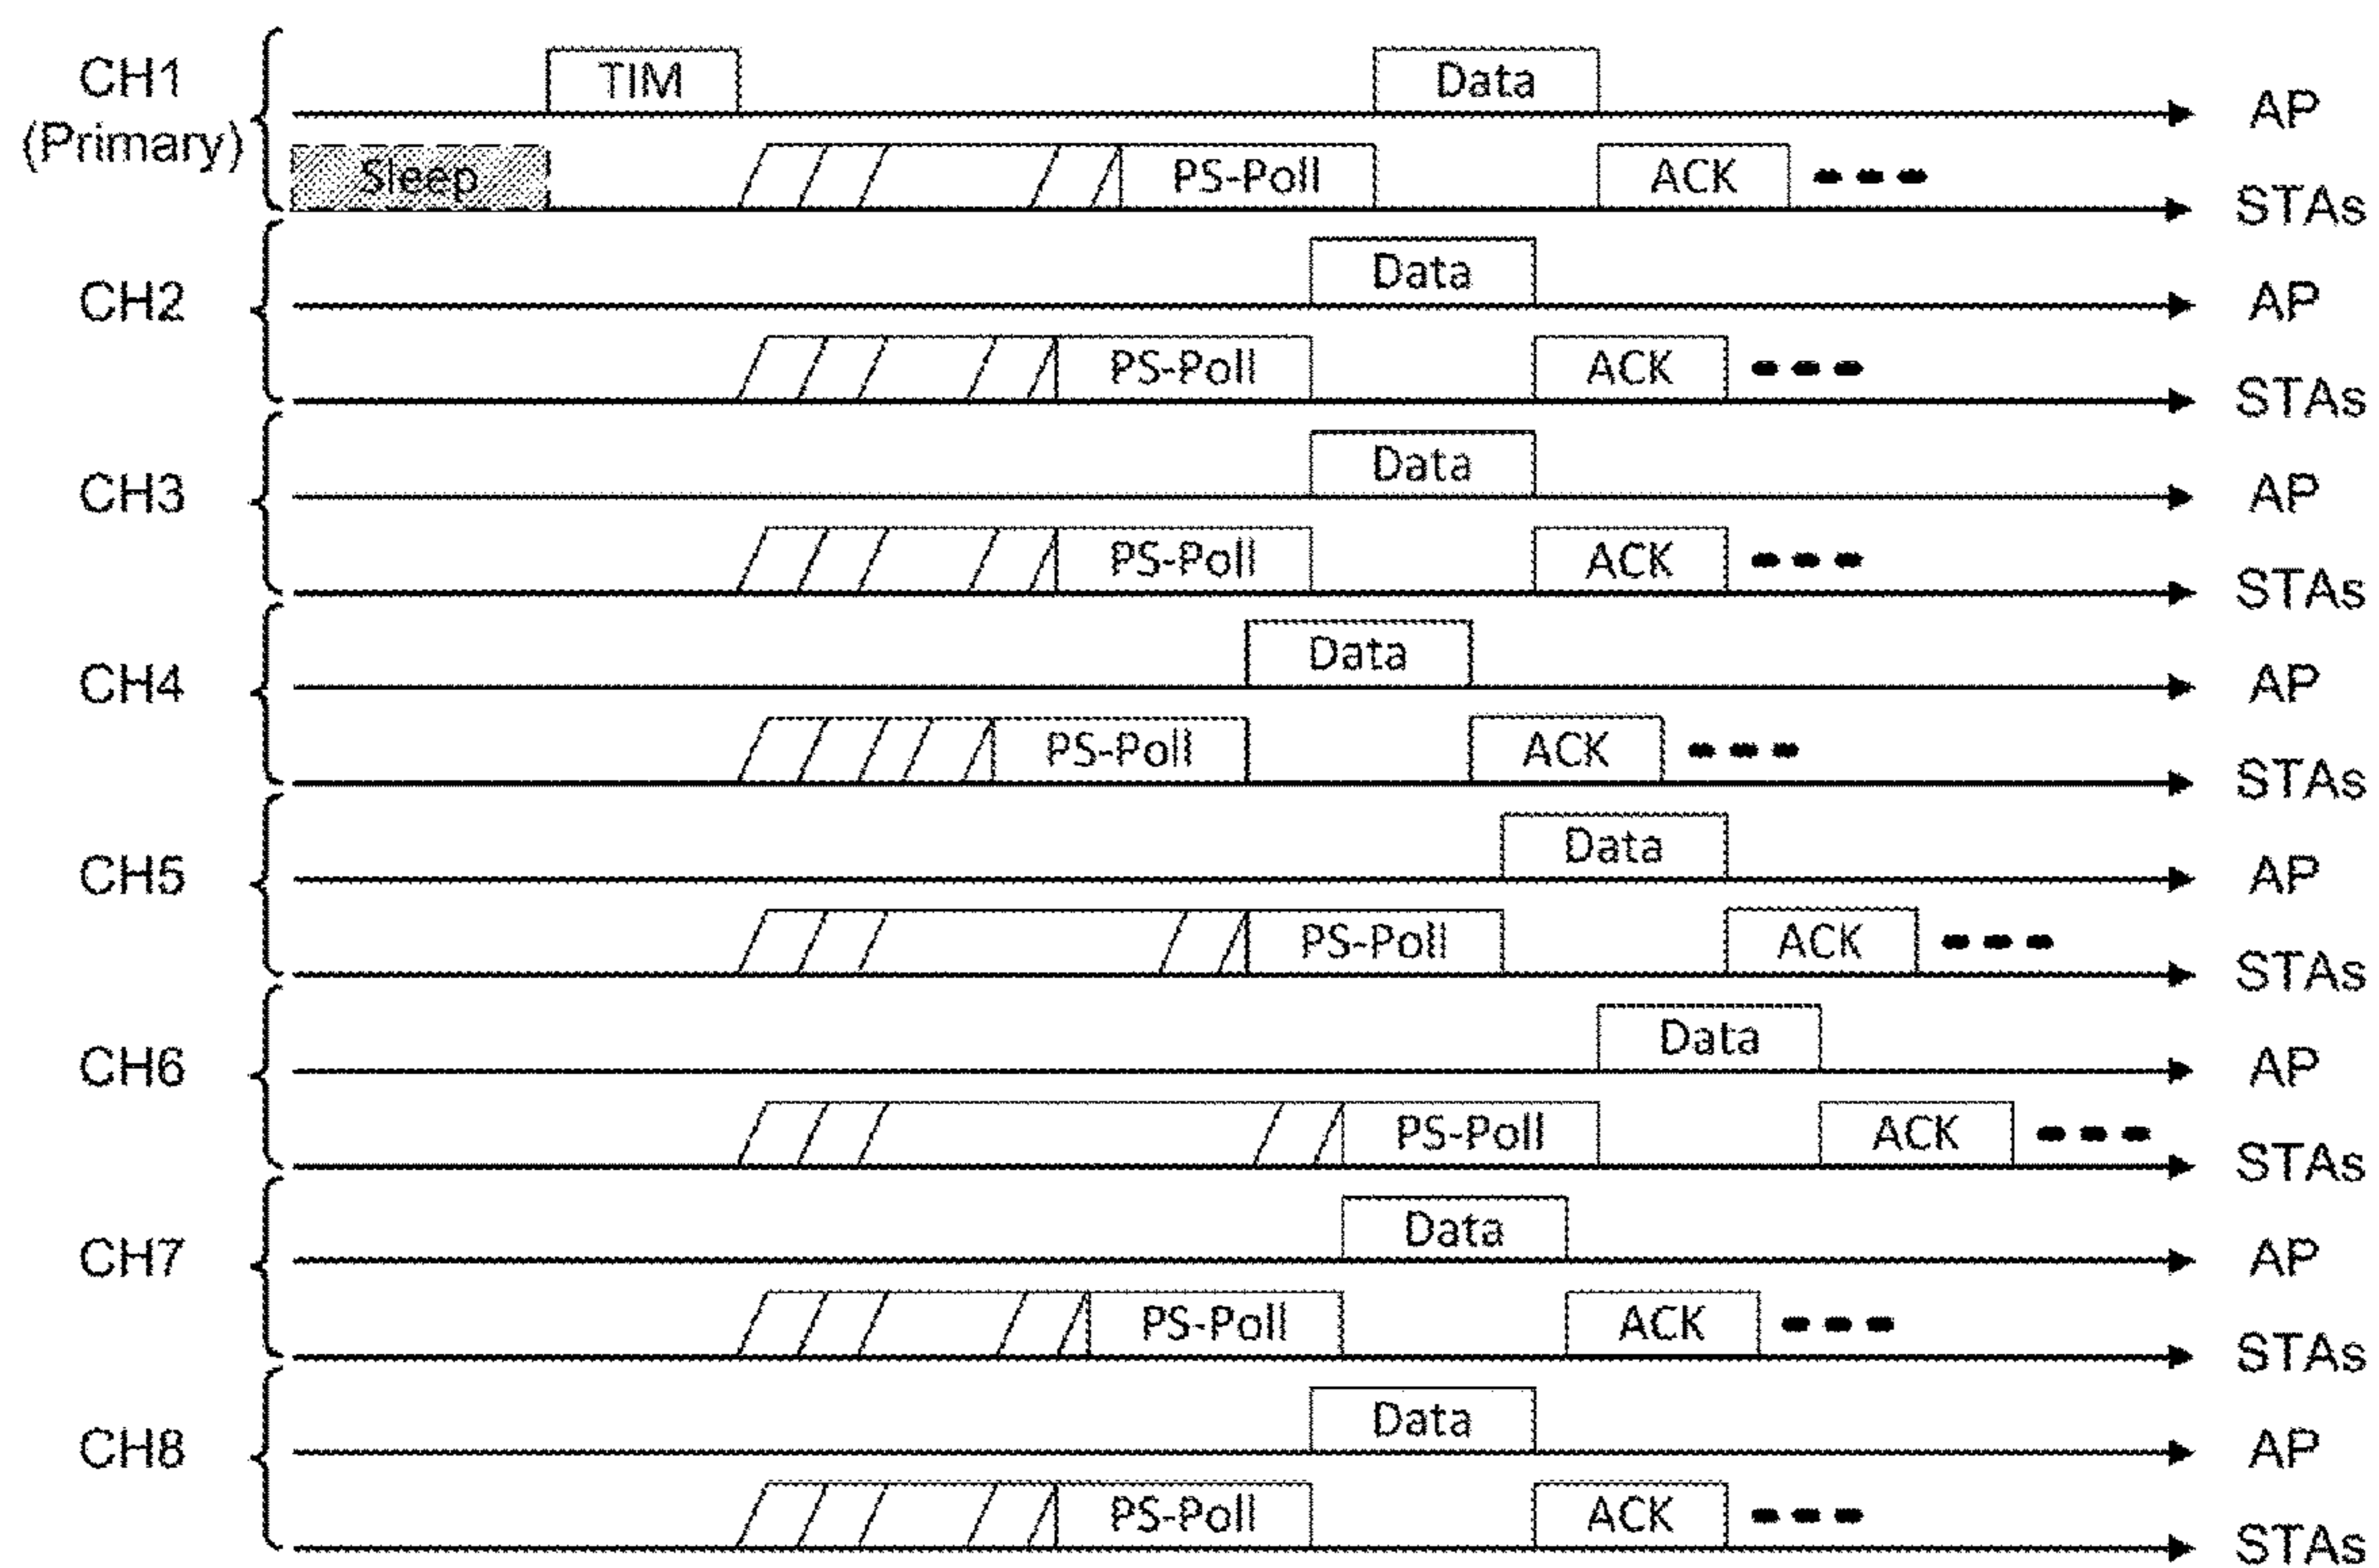 CH1
(Primary)
TIM
Data
AP
Sleep
PS-Poll
ACK
STAs
CH2
Data
AP
PS-Poll
ACK
STAs
CH3
Data
AP
PS-Poll
ACK
STAs
CH4
Data
AP
PS-Poll
ACK
STAs
CH5
Data
AP
PS-Poll
ACK
STAs
CH6
Data
AP
PS-Poll
ACK
STAs
CH7
Data
AP
PS-Poll
ACK
STAs
CH8
Data
AP
PS-Poll
ACK
STAs